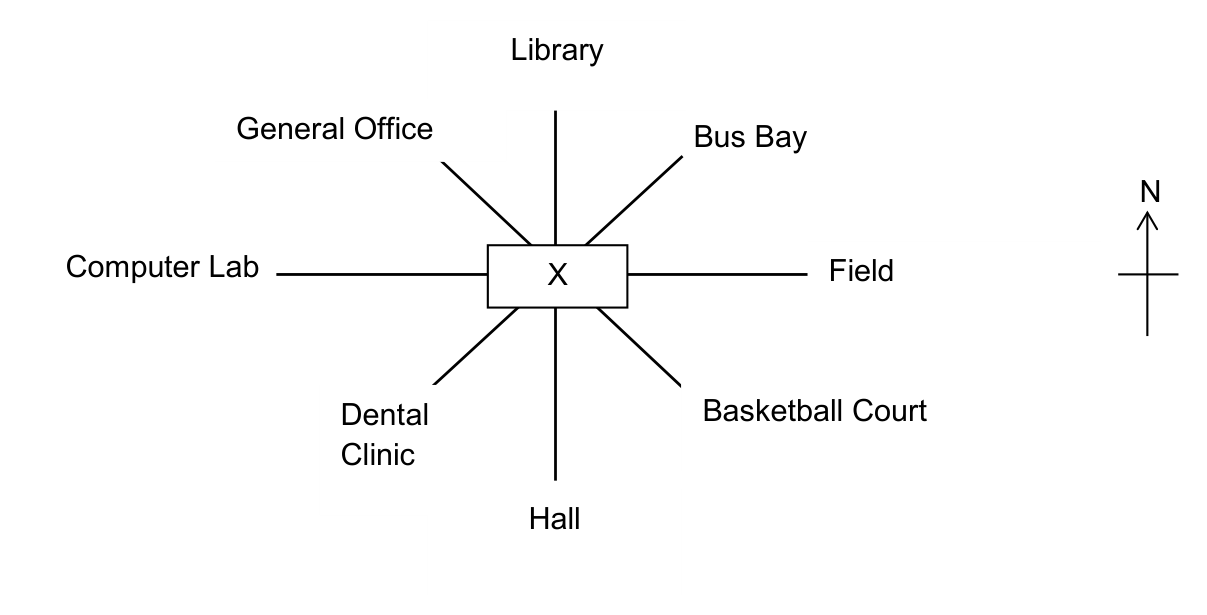 Library
General Office
Bus Bay
N
Computer Lab
X
Field
Dental
Clinic
Basketball Court
Hall